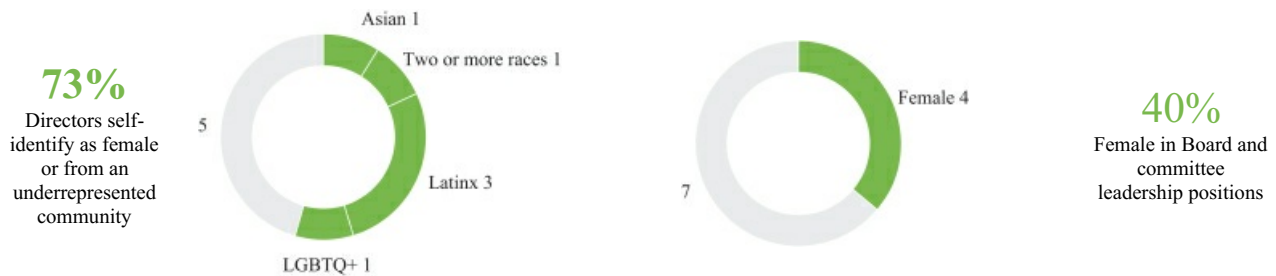 73%
Directors self-
identify as female
or from an
underrepresented
community
Asian 1
Two or more races 1
5
Latinx 3
LGBTQ+ 1
Female 4
7
40%
Female in Board and
committee
leadership positions